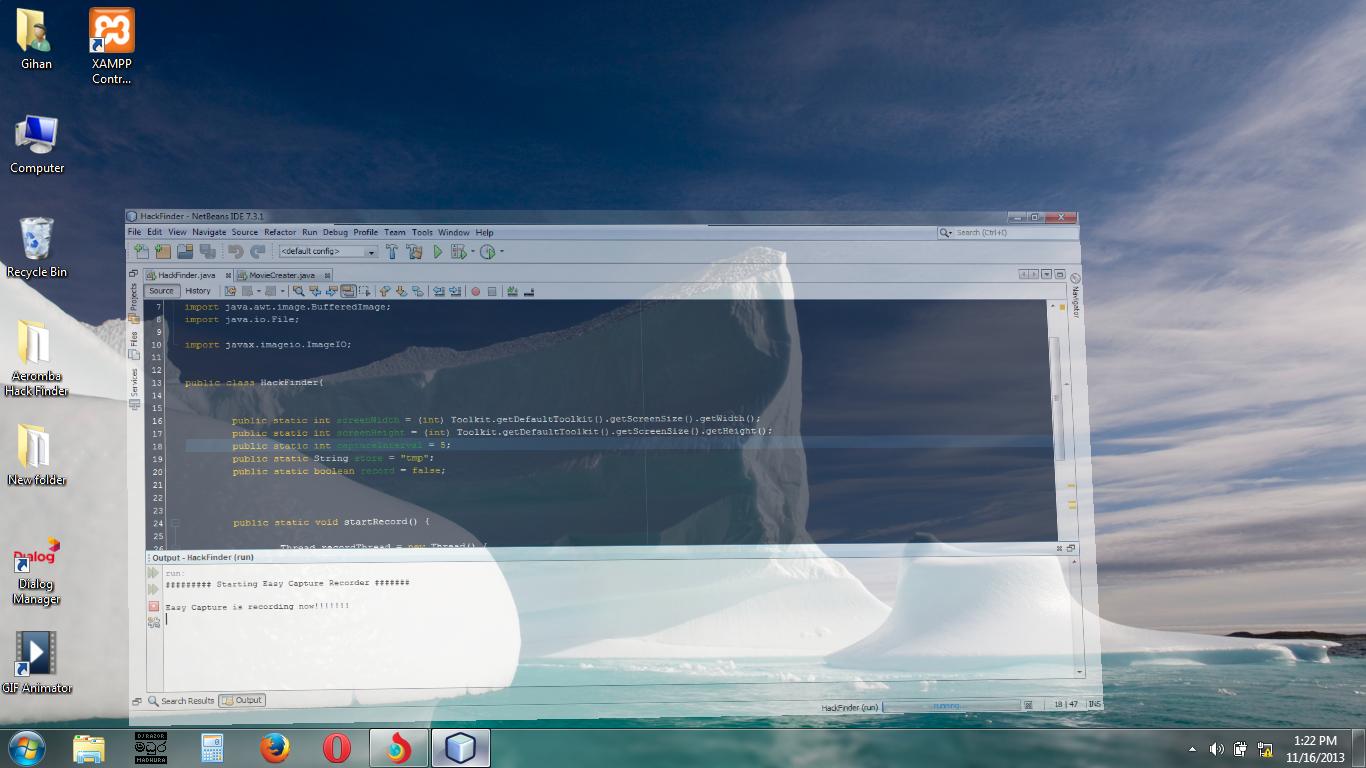 Gihan
XAMPP
Contr...
Computer
Recycle Bin
Aeromba
Hack Finder
New folder
Dialog
Dialog
Manager
GIF Animator
HackFinder - NetBeans IDE 7.3.1
File Edit View Navigate Source Refactor Run Debug Profile Team Tools Window Help
Search (Ctrl+I)
<default config>
HackFinder.java MovieCreater.java
Source History
Projects
Files
Services
Navigator
7 import java.awt.image.BufferedImage;
8 import java.io.File;
9
10 import javax.imageio.ImageIO;
11
12
13 public class HackFinder{
14
15
16 public static int screenWidth = (int) Toolkit.getDefaultToolkit().getScreenSize().getWidth();
17 public static int screenHeight = (int) Toolkit.getDefaultToolkit().getScreenSize().getHeight();
18 public static int captureInterval = 5;
19 public static String store = "tmp";
20 public static boolean record = false;
21
22
23
24 public static void startRecord() {
25
26 Thread recordThread = new Thread() {
Output - HackFinder (run)
run:
######### Starting Easy Capture Recorder #######
Easy Capture is recording now!!!!!!!
Search Results Output
HackFinder (run) running... 18 | 47 INS
DJ RAZOR
MADHURA
1:22 PM
11/16/2013